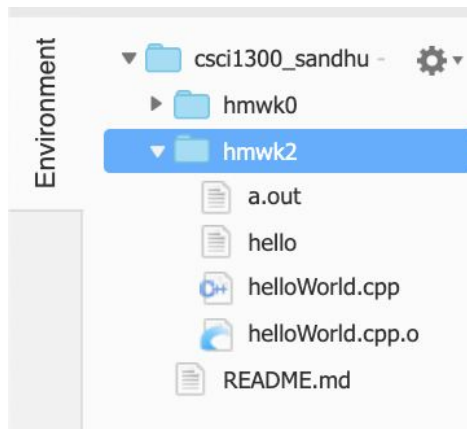 Environment
csci1300_sandhu -
hmwk0
hmwk2
a.out
hello
C++
helloWorld.cpp
helloWorld.cpp.o
README.md